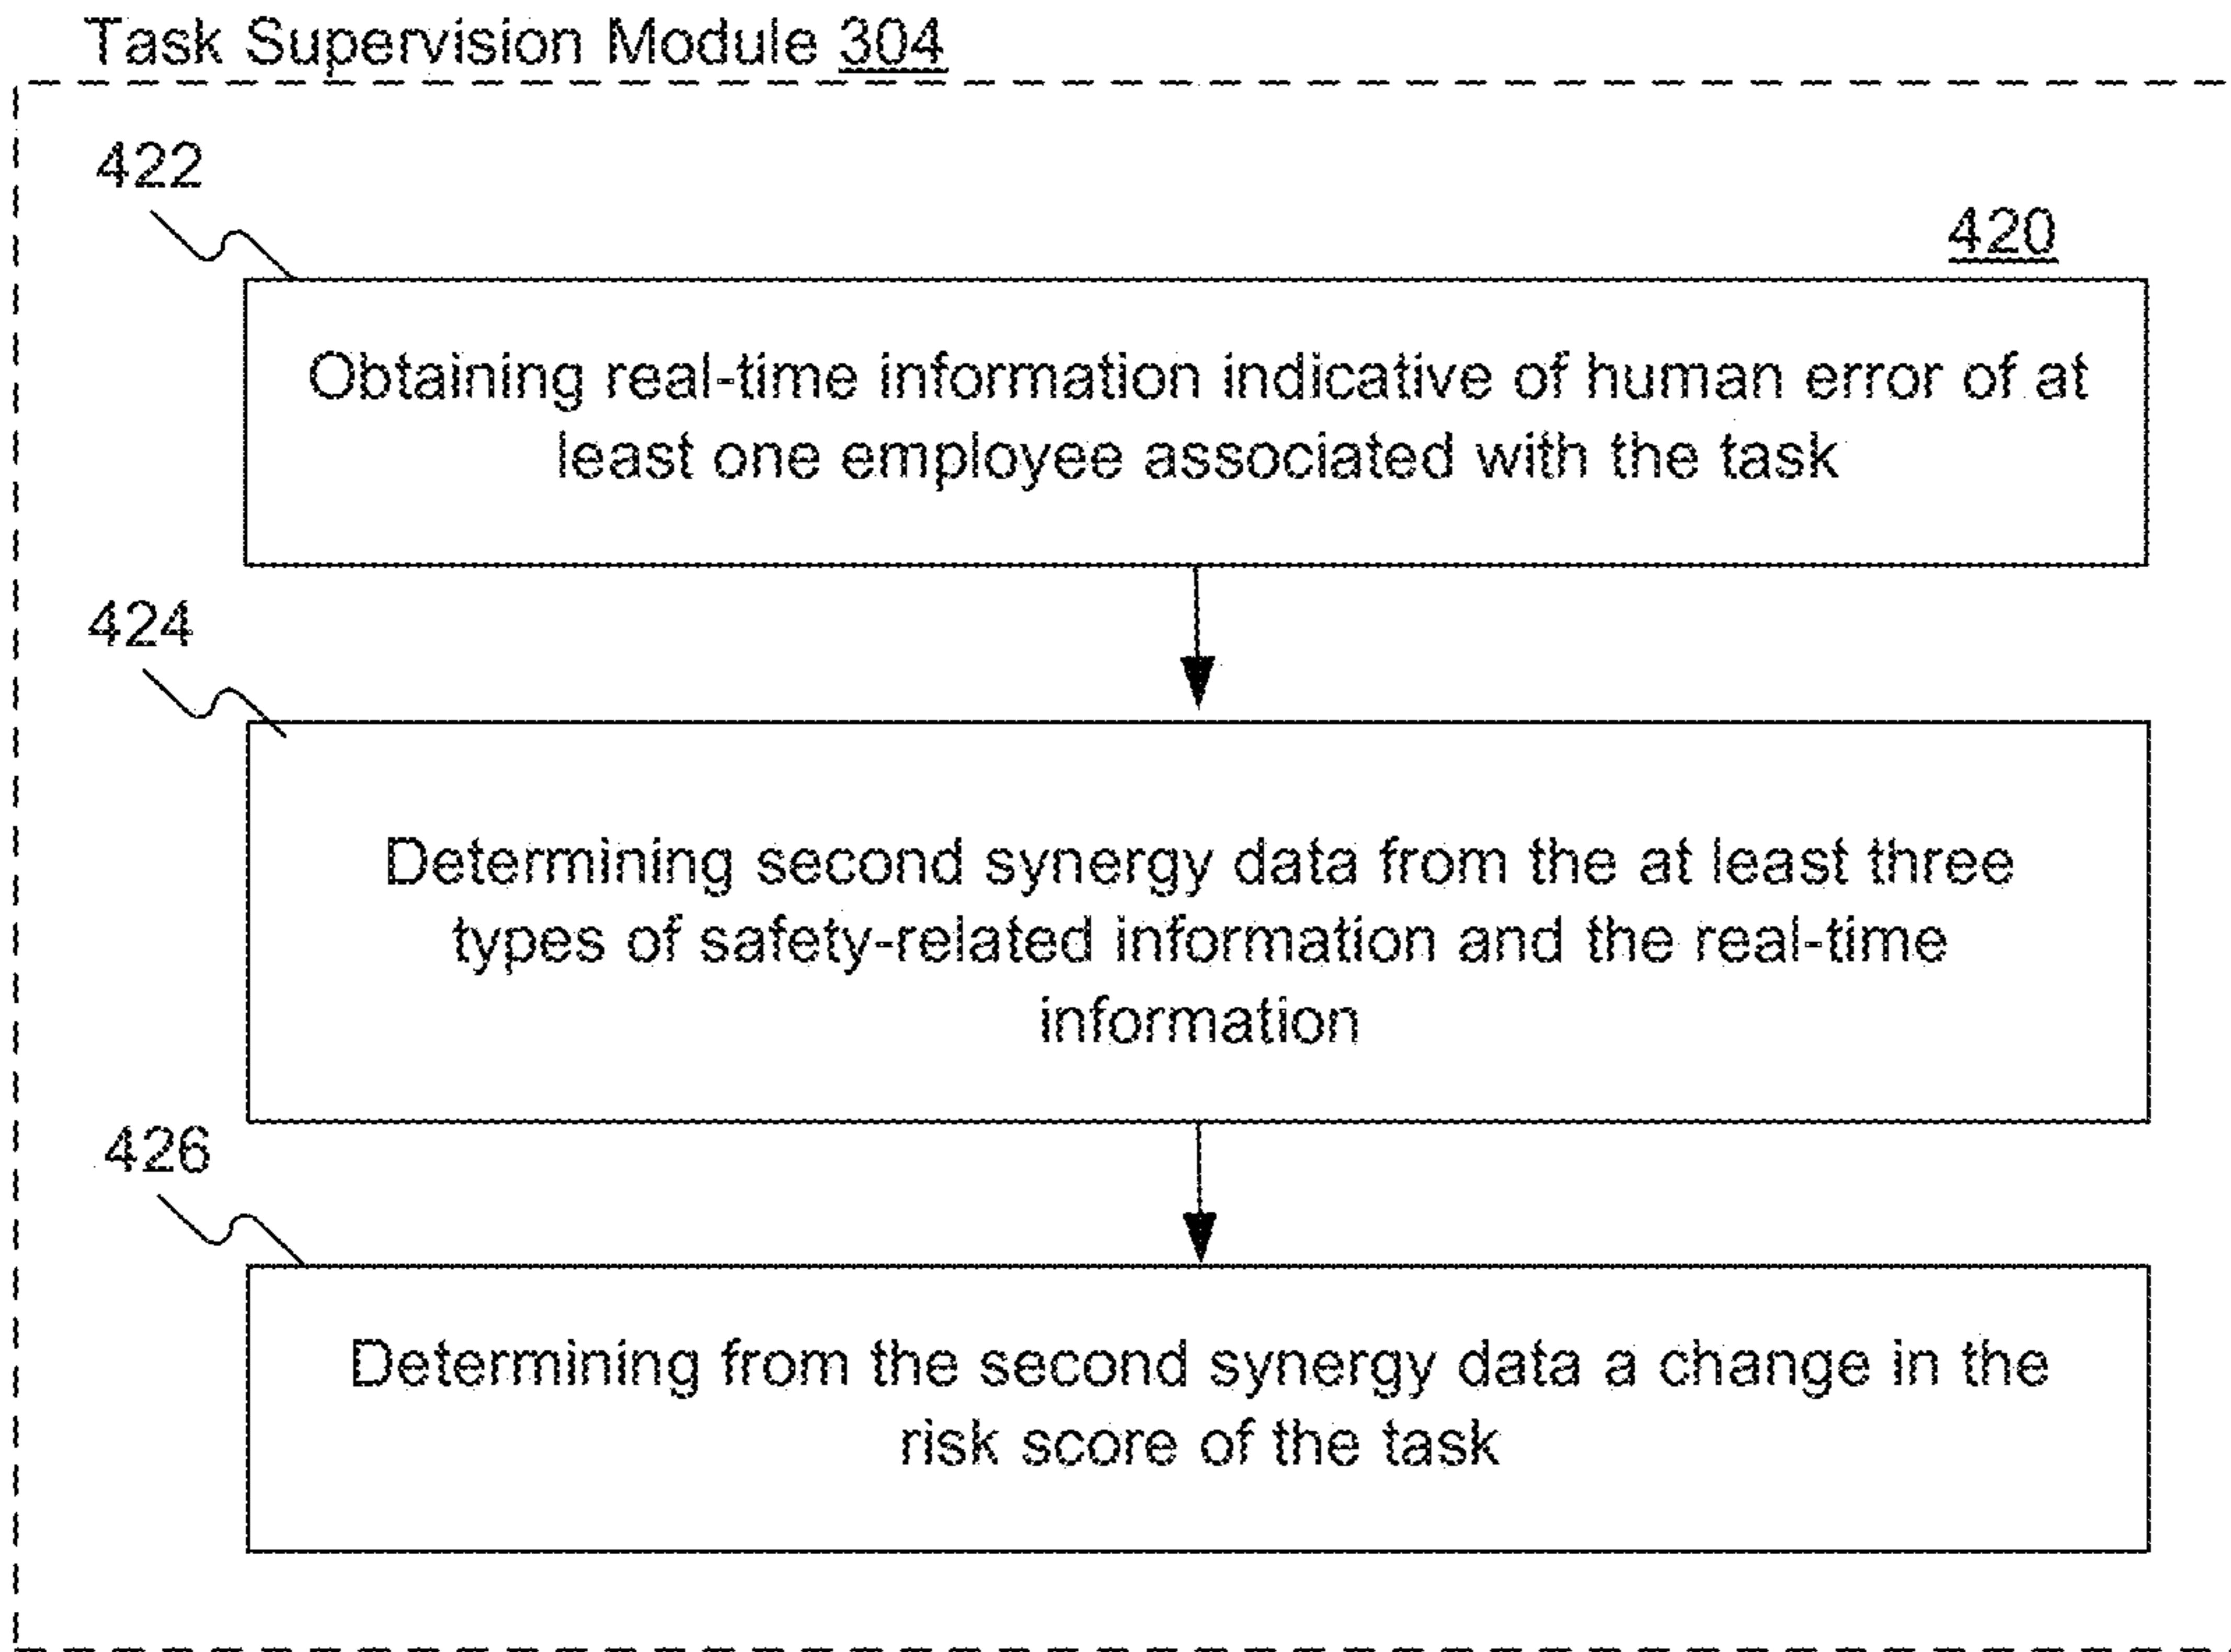 Task Supervision Module 304
422
420
Obtaining real-time information indicative of human error of at
least one employee associated with the task
424
Determining second synergy data from the at least three
types of safety-related information and the real-time
information
426
Determining from the second synergy data a change in the
risk score of the task